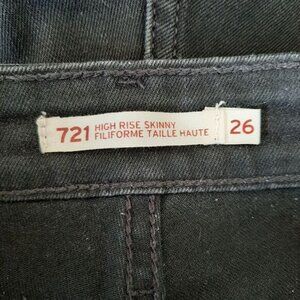 721 HIGH RISE SKINNY
FILIFORME TAILLE HAUTE
26